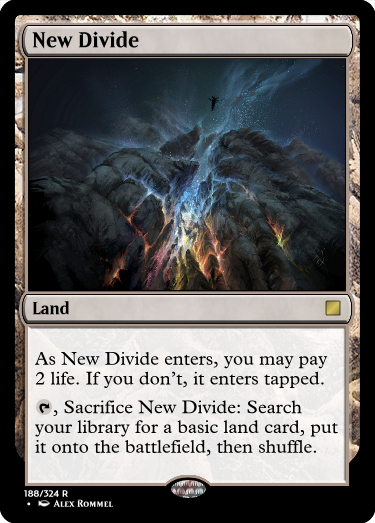 New Divide
Land
As New Divide enters, you may pay
2 life. If you don't, it enters tapped.
, Sacrifice New Divide: Search
your library for a basic land card, put
it onto the battlefield, then shuffle.
188/324 R
• Alex Rommel